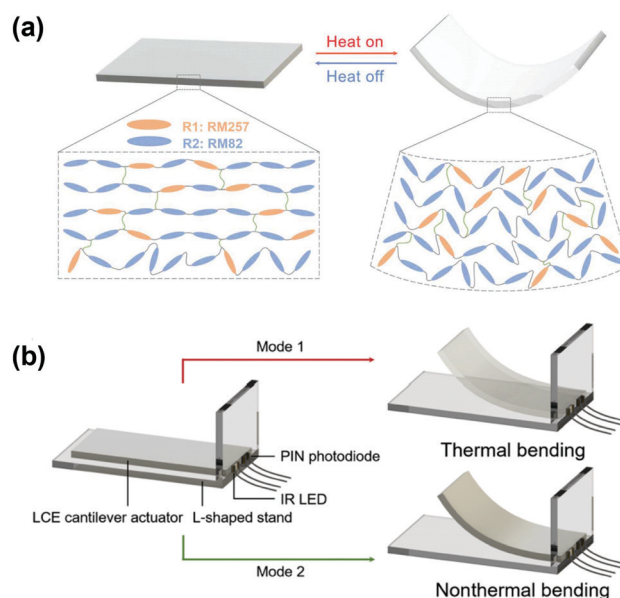 (a)
Heat on
Heat off
R1: RM257
R2: RM82
(b)
Mode 1
PIN photodiode
IR LED
LCE cantilever actuator
L-shaped stand
Thermal bending
Mode 2
Nonthermal bending